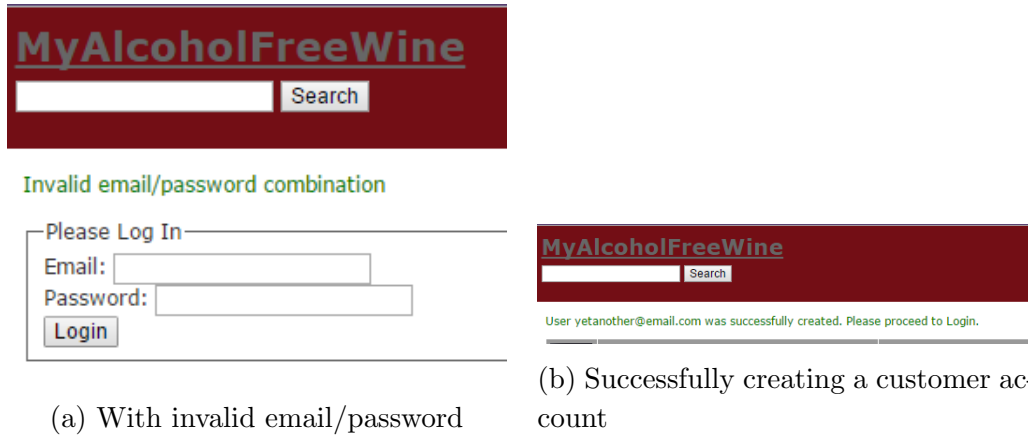 MyAlcoholFreeWine
Search
Invalid email/password combination
Please Log In
Email:
Password:
Login
(a) With invalid email/password
MyAlcoholFreeWine
Search
User yetanother@email.com was successfully created. Please proceed to Login.
(b) Successfully creating a customer ac-
count